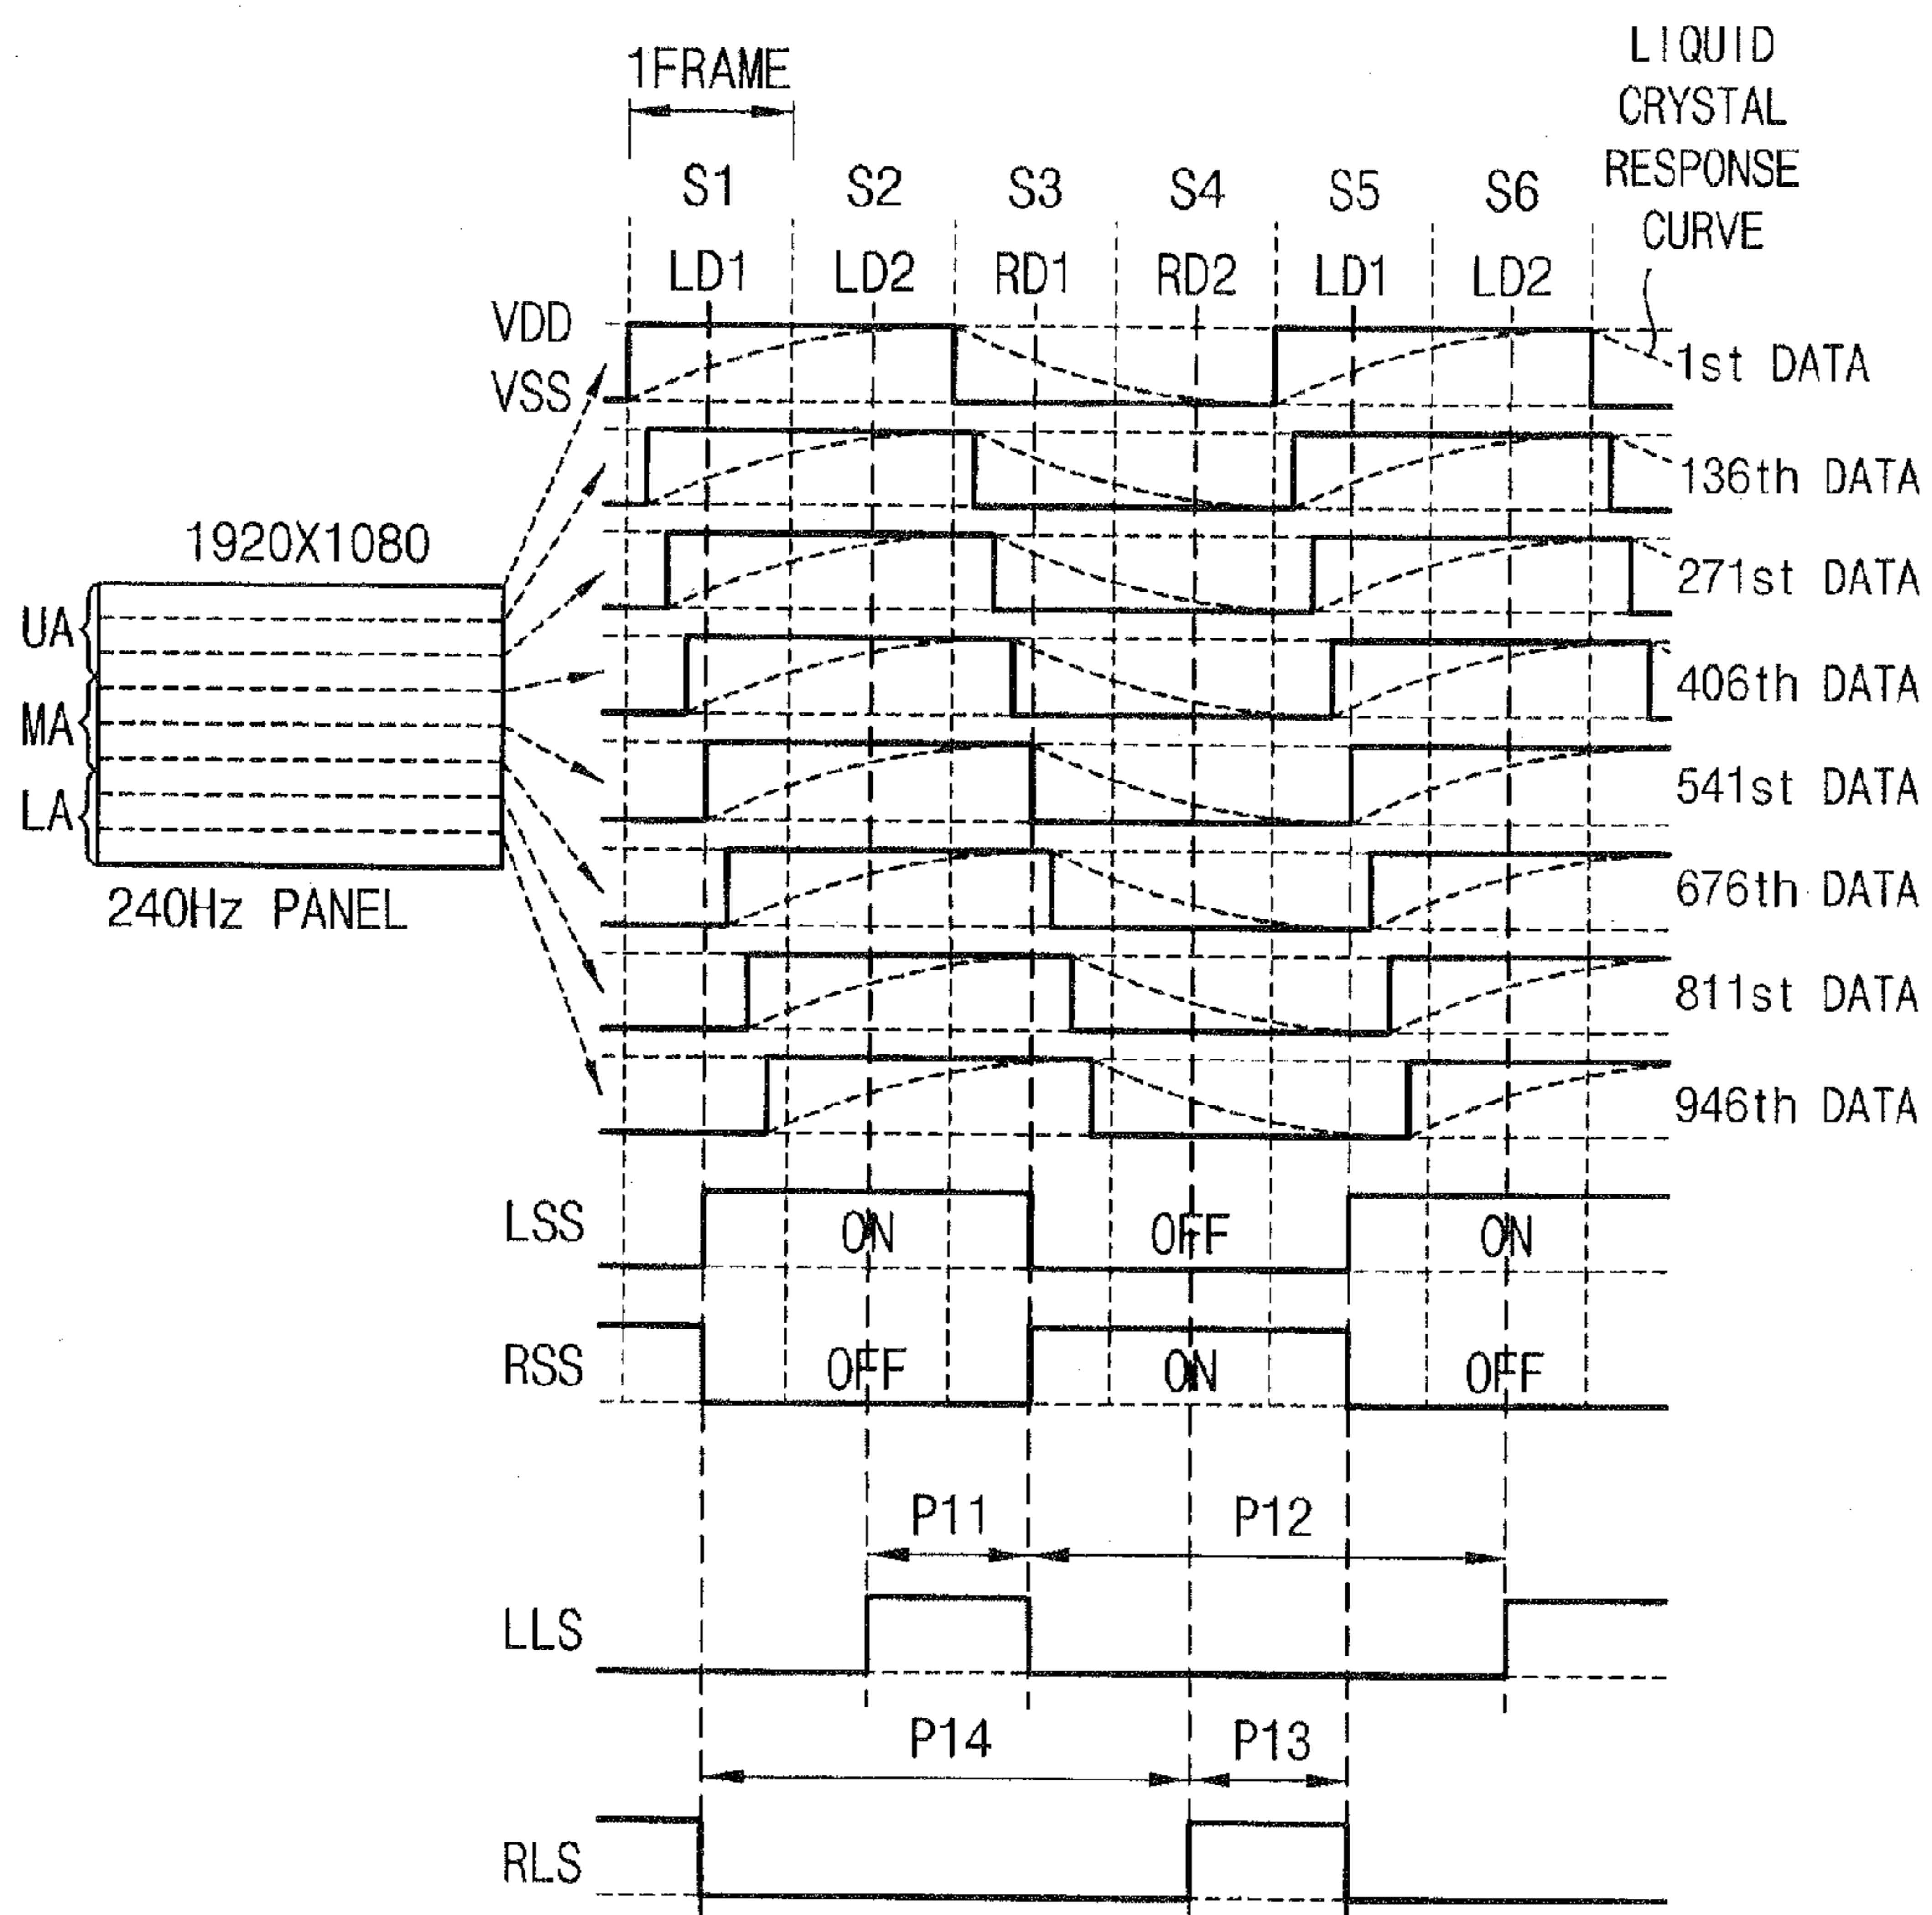 1FRAME
LIQUID
CRYSTAL
RESPONSE
CURVE
S1 S2 S3 S4 S5 S6
LD1 LD2 RD1 RD2 LD1 LD2
VDD
VSS
1st DATA
136th DATA
1920X1080
271st DATA
UA
406th DATA
MA
541st DATA
LA
676th DATA
240Hz PANEL
811st DATA
946th DATA
LSS ON OFF ON
RSS OFF ON OFF
P11 P12
LLS
P14 P13
RLS